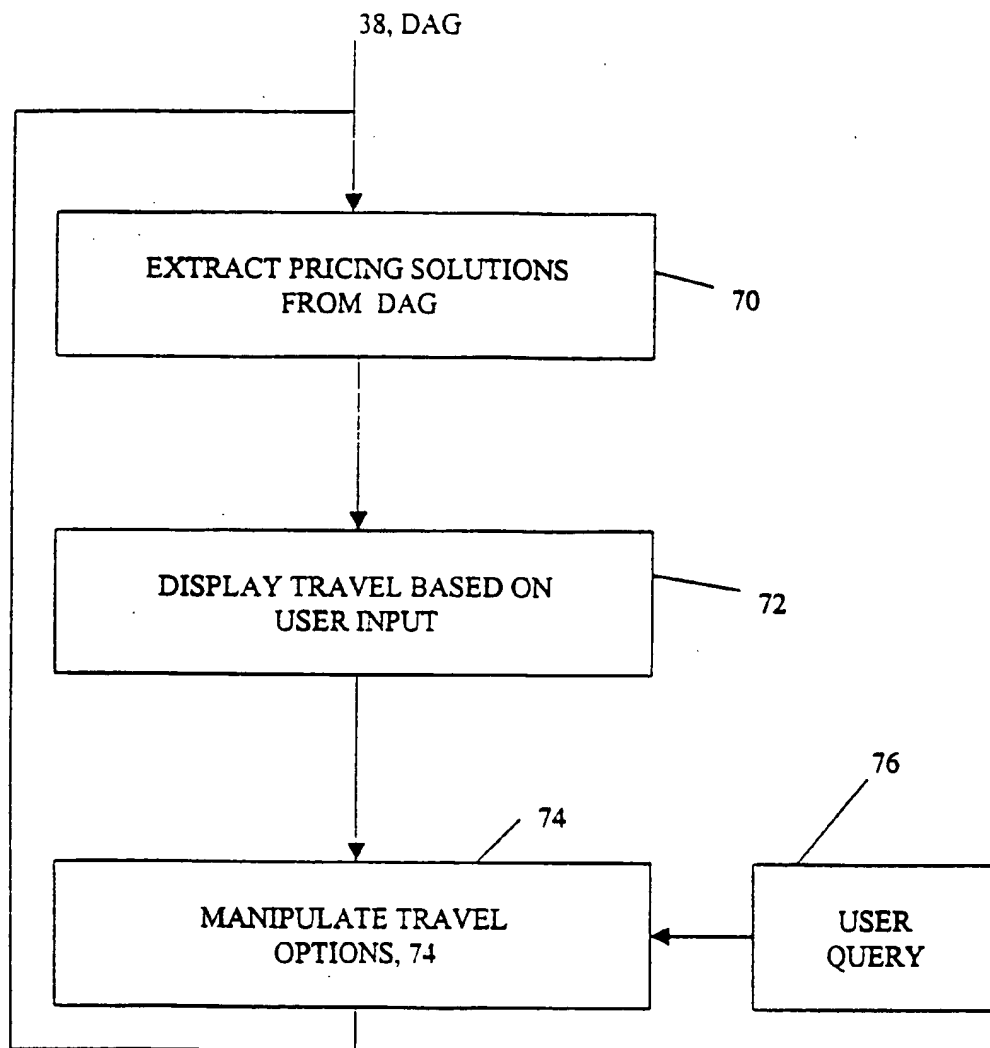 38, DAG
EXTRACT PRICING SOLUTIONS
FROM DAG
70
DISPLAY TRAVEL BASED ON
USER INPUT
72
76
74
MANIPULATE TRAVEL
OPTIONS, 74
USER
QUERY